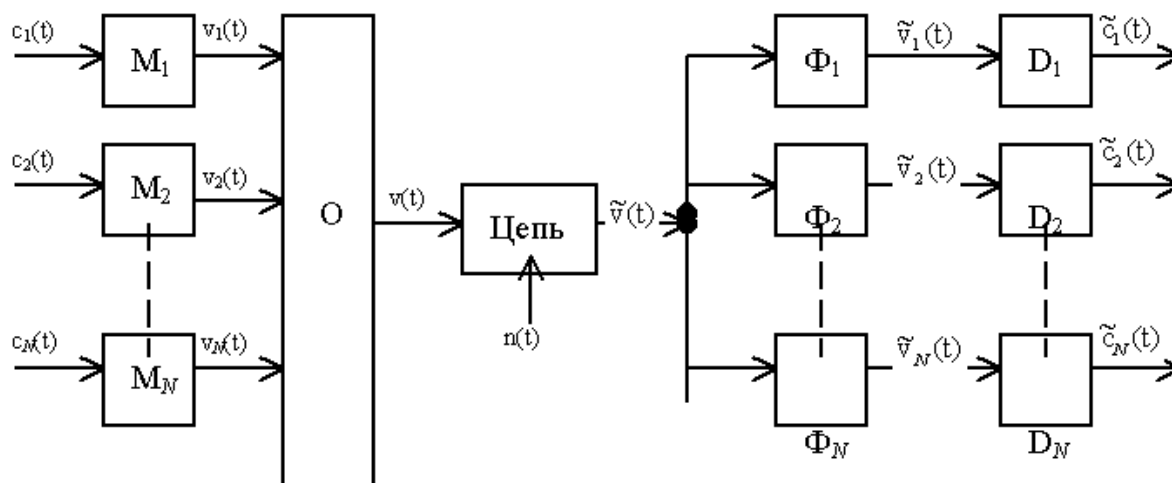 c₁(t)
v₁(t)
M₁
Φ₁
ṽ₁(t)
D₁
c̃₁(t)
c₂(t)
v₂(t)
M₂
Φ₂
ṽ₂(t)
D₂
c̃₂(t)
O
v(t)
Цепь
ṽ(t)
n(t)
c_N(t)
v_N(t)
M_N
Φ_N
ṽ_N(t)
D_N
c̃_N(t)